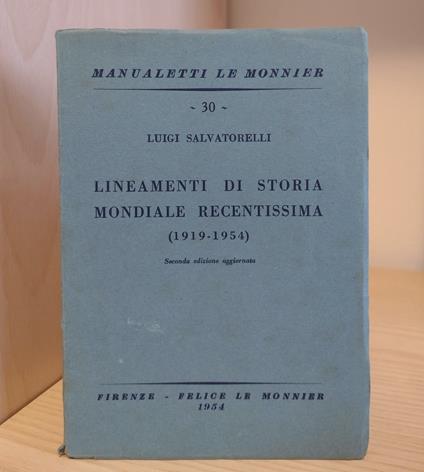 MANUALETTI LE MONNIER
~ 30 ~
LUIGI SALVATORELLI
LINEAMENTI DI STORIA
MONDIALE RECENTISSIMA
(1919-1954)
Seconda edizione aggiornata
FIRENZE - FELICE LE MONNIER
1954